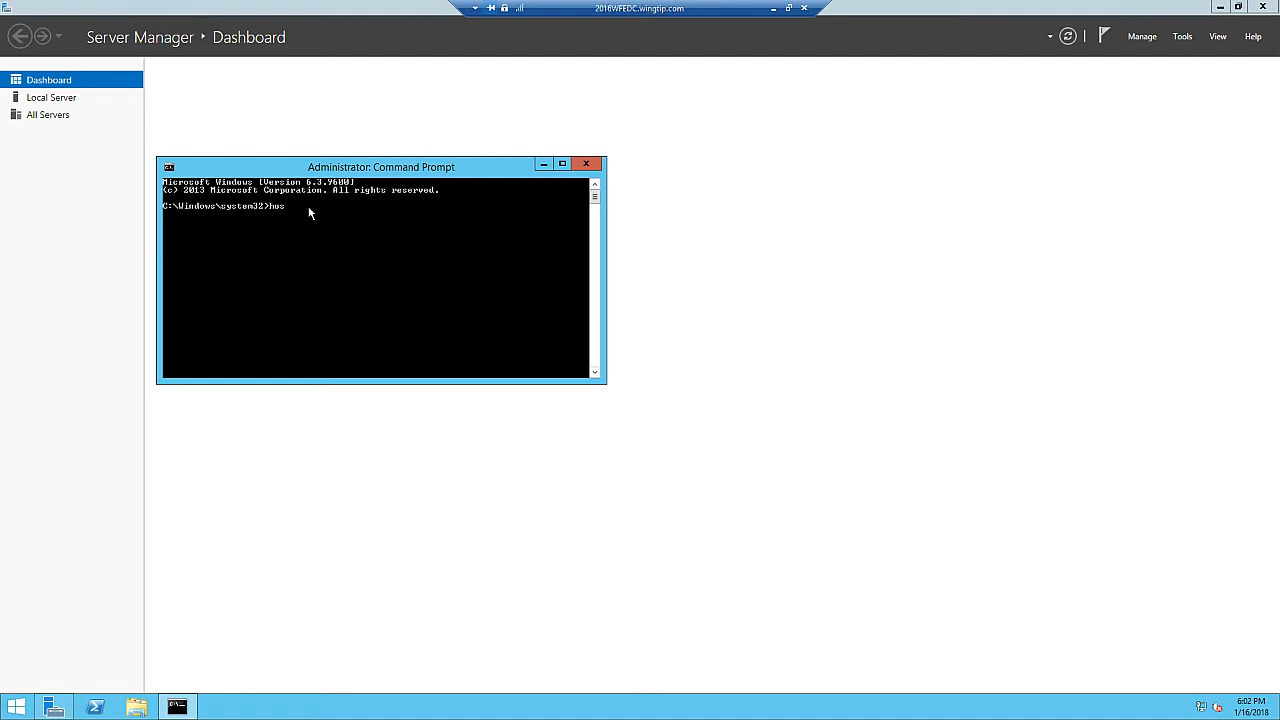 2016WFEDC.wingtip.com
Server Manager ‣ Dashboard
Manage Tools View Help
Dashboard
Local Server
All Servers
Administrator: Command Prompt
Microsoft Windows [Version 6.3.9600]
(c) 2013 Microsoft Corporation. All rights reserved.
C:\Windows\system32>hos
6:02 PM
1/16/2018